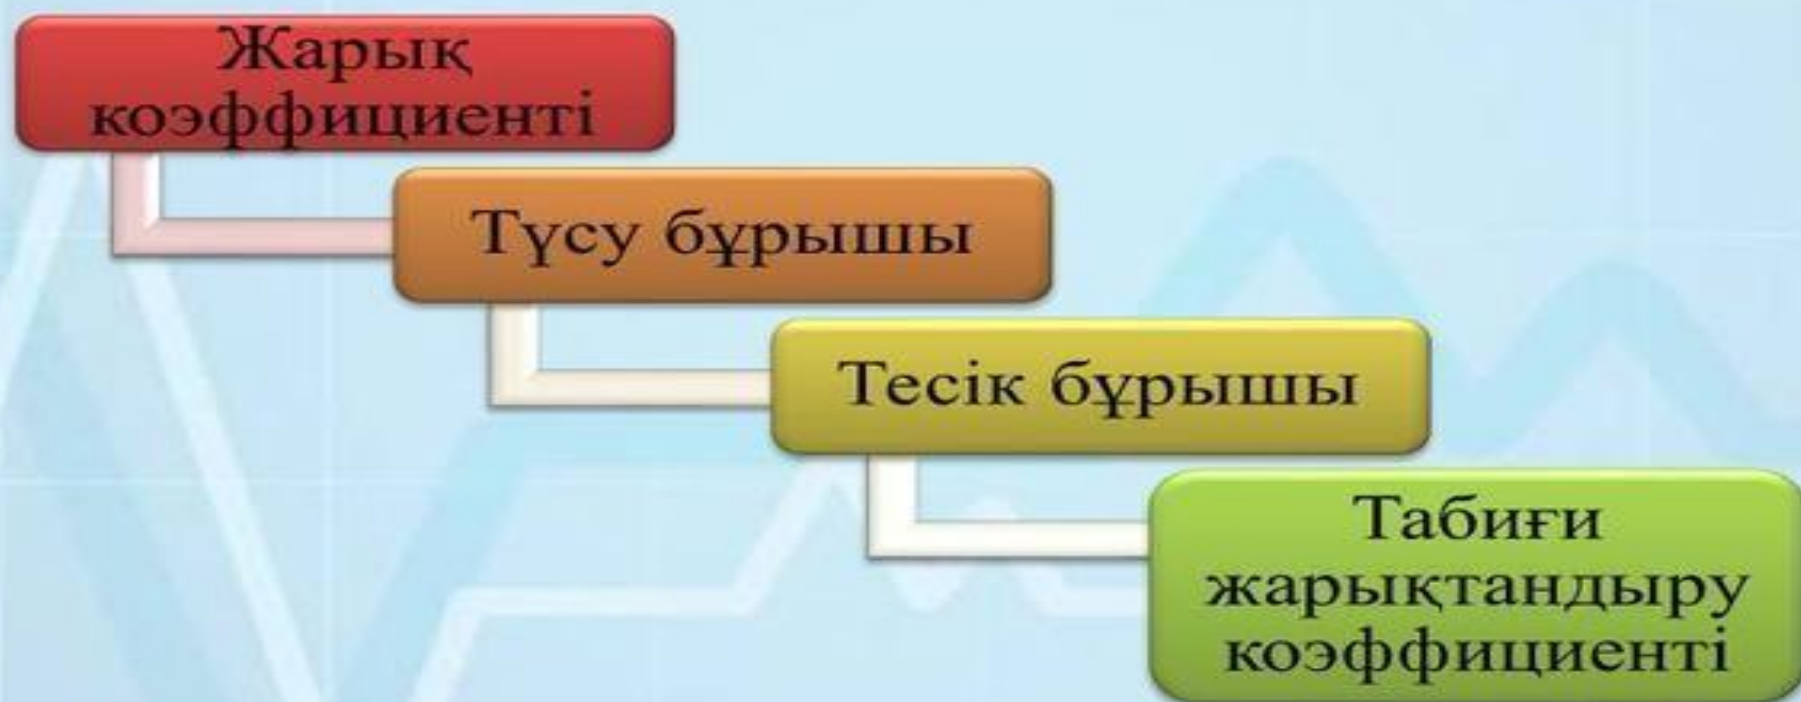 Жарық
коэффициенті
Түсу бұрышы
Тесік бұрышы
Табиғи
жарықтандыру
коэффициенті